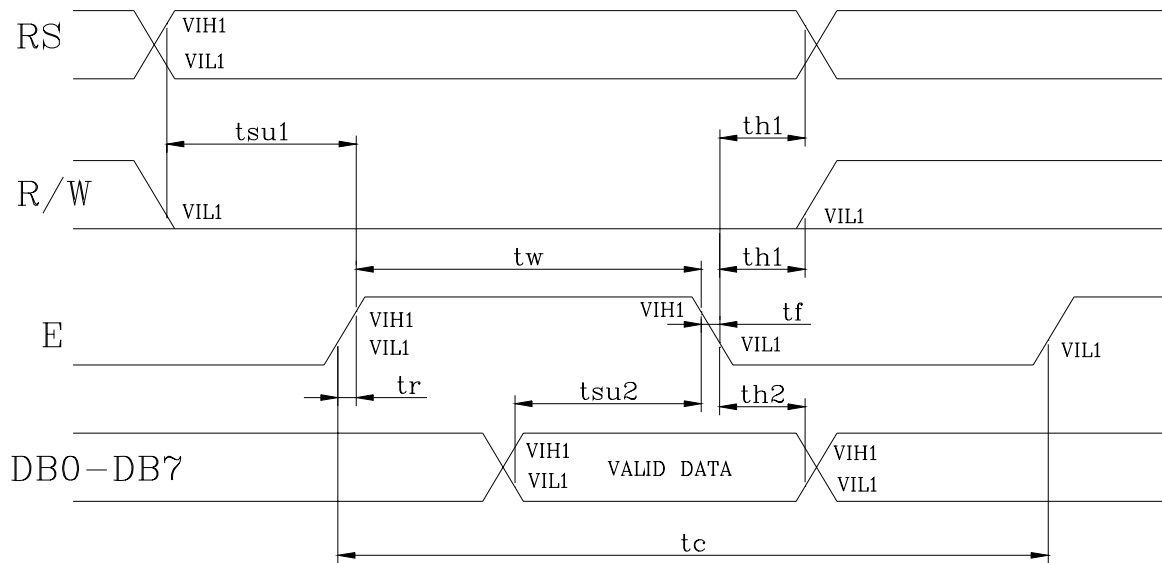 RS
VIH1
VIL1
tsu1
th1
R/W
VIL1
VIL1
tw
th1
E
VIH1
VIL1
VIH1
tf
VIL1
VIL1
tr
tsu2
th2
DB0-DB7
VIH1
VIL1
VALID DATA
VIH1
VIL1
tc